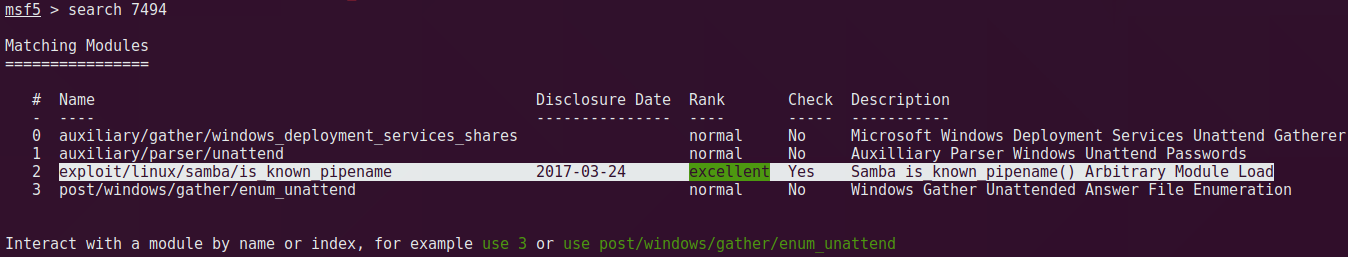 msf5 > search 7494
Matching Modules
================
# Name Disclosure Date Rank Check Description
- ---- --------------- ---- ----- -----------
0 auxiliary/gather/windows_deployment_services_shares normal No Microsoft Windows Deployment Services Unattend Gatherer
1 auxiliary/parser/unattend normal No Auxilliary Parser Windows Unattend Passwords
2 exploit/linux/samba/is_known_pipename 2017-03-24 excellent Yes Samba is_known_pipename() Arbitrary Module Load
3 post/windows/gather/enum_unattend normal No Windows Gather Unattended Answer File Enumeration
Interact with a module by name or index, for example use 3 or use post/windows/gather/enum_unattend